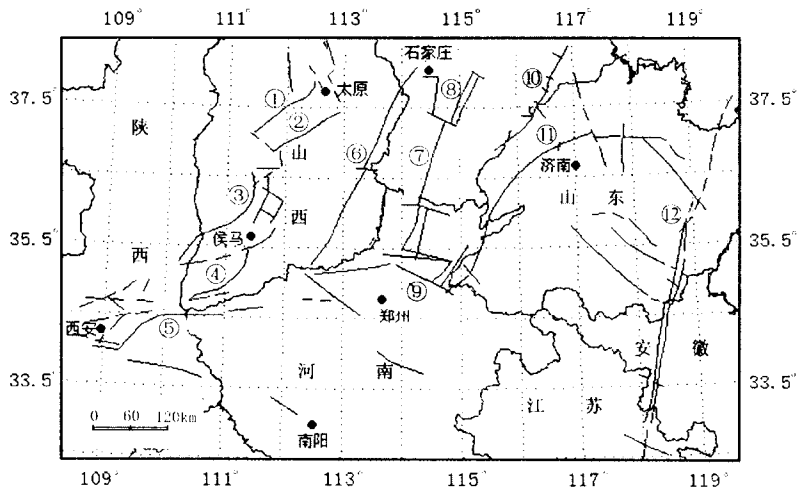 109° 111° 113° 115° 117° 119°
石家庄
37.5° 37.5°
太原
① ② ⑧ ⑩
陕 山 ⑥ ⑦ ⑪
济南
③ 西 山 东
侯马 ⑫
35.5° 35.5°
西 ④ ⑨
郑州
西安 ⑤
安 徽
河 南
33.5° 33.5°
江 苏
0 60 120km
南阳
109° 111° 113° 115° 117° 119°